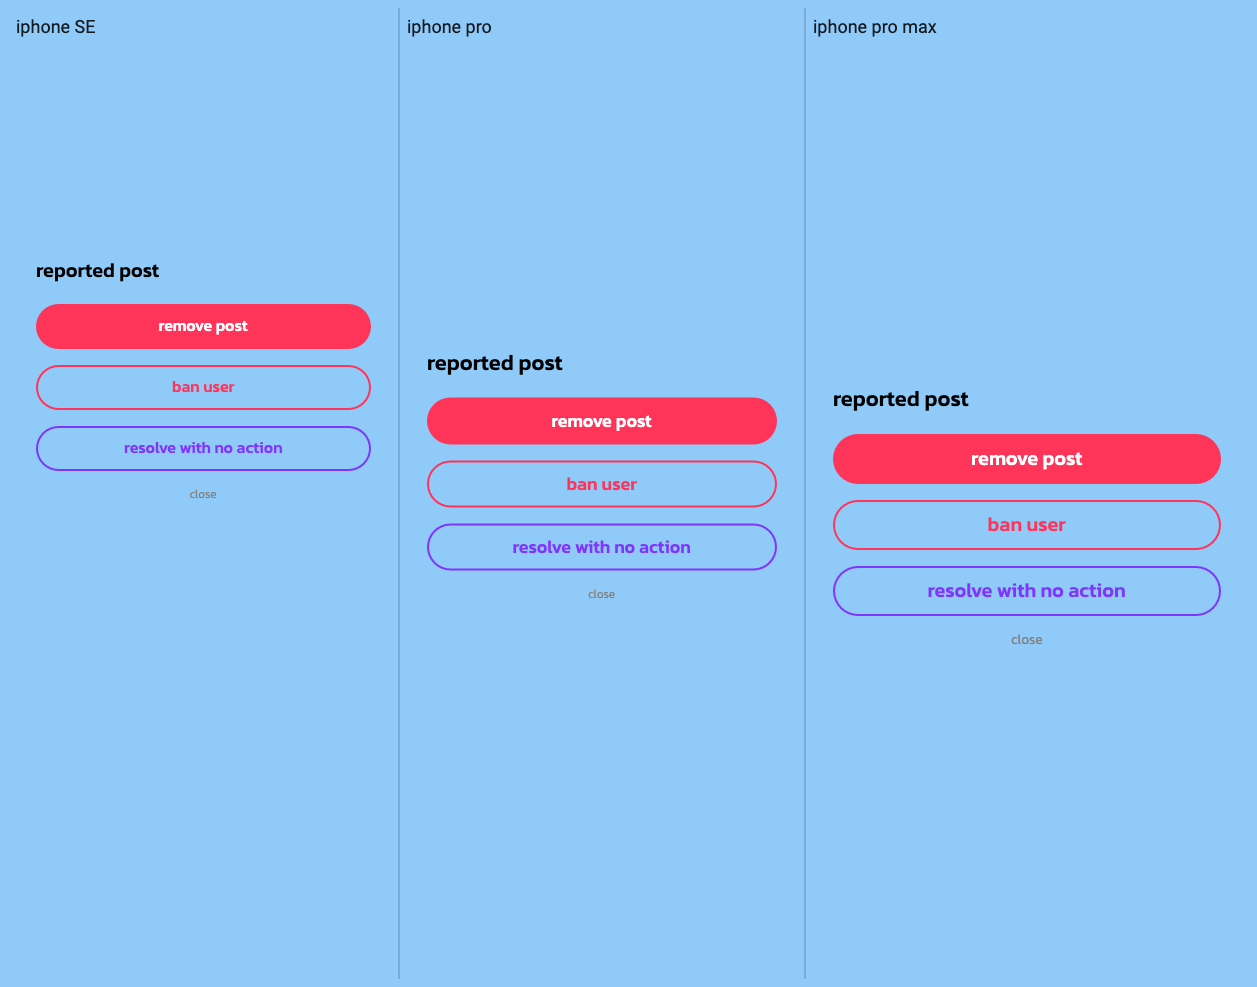 iphone SE
reported post
remove post
ban user
resolve with no action
close
iphone pro
reported post
remove post
ban user
resolve with no action
close
iphone pro max
reported post
remove post
ban user
resolve with no action
close